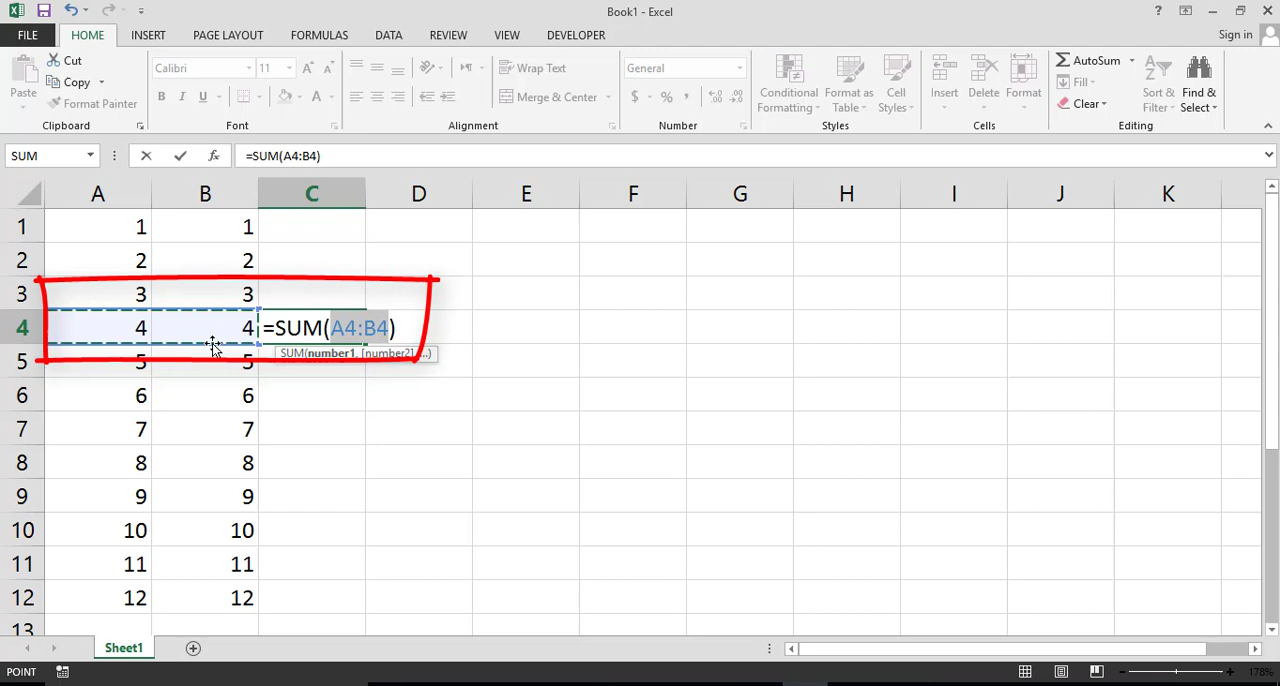 Book1 - Excel
?
FILE HOME INSERT PAGE LAYOUT FORMULAS DATA REVIEW VIEW DEVELOPER Sign in
Paste
Cut
Copy
Format Painter
Clipboard
Calibri 11 A A
B I U A
Font
Wrap Text
Merge & Center
Alignment
General
$ % ,
Number
Conditional Formatting
Format as Table
Cell Styles
Styles
Insert Delete Format
Cells
AutoSum
Fill
Clear
Sort & Filter
Find & Select
Editing
SUM fx =SUM(A4:B4)
A B C D E F G H I J K
1 1 1
2 2 2
3 3 3
4 4 4 =SUM(A4:B4)
SUM(number1, [number2], ...)
5 5 5
6 6 6
7 7 7
8 8 8
9 9 9
10 10 10
11 11 11
12 12 12
13
Sheet1
POINT 178%